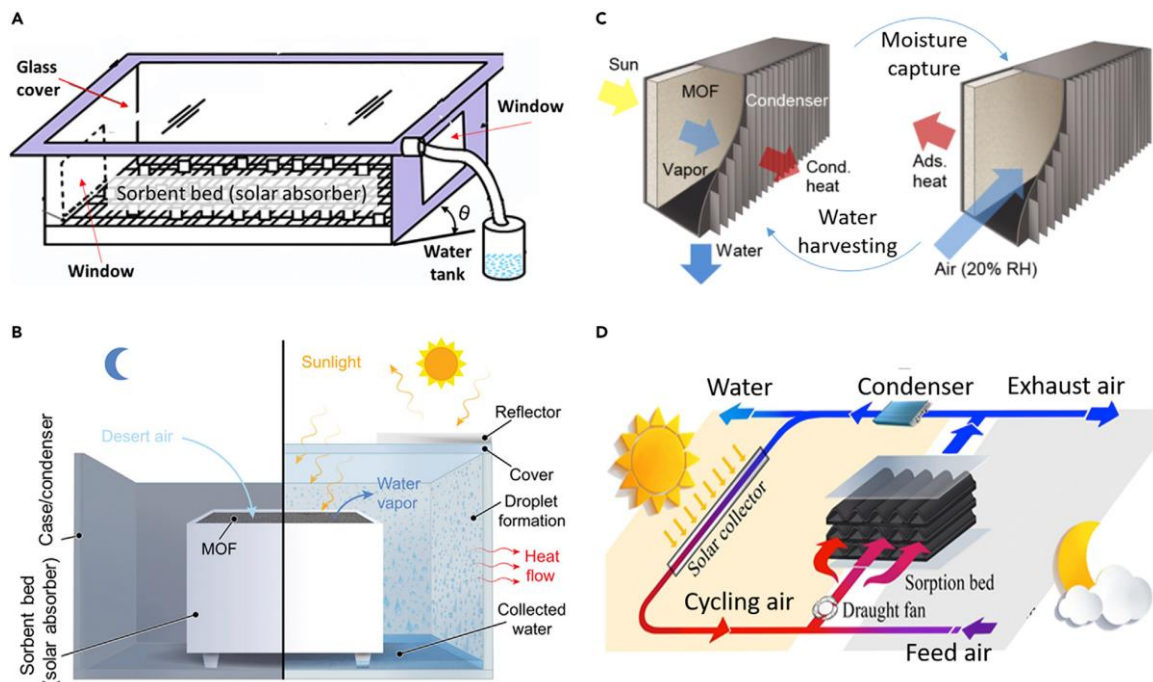 A
Glass
cover
Window
Sorbent bed (solar absorber)
θ
Window
Water
tank
B
Sunlight
Reflector
Desert air
Cover
Water
vapor
Droplet
formation
MOF
Heat
flow
Collected
water
Case/condenser
Sorbent bed
(solar absorber)
C
Moisture
capture
Sun
MOF
Condenser
Vapor
Cond.
heat
Ads.
heat
Water
harvesting
Water
Air (20% RH)
D
Water
Condenser
Exhaust air
Solar collector
Sorption bed
Cycling air
Draught fan
Feed air